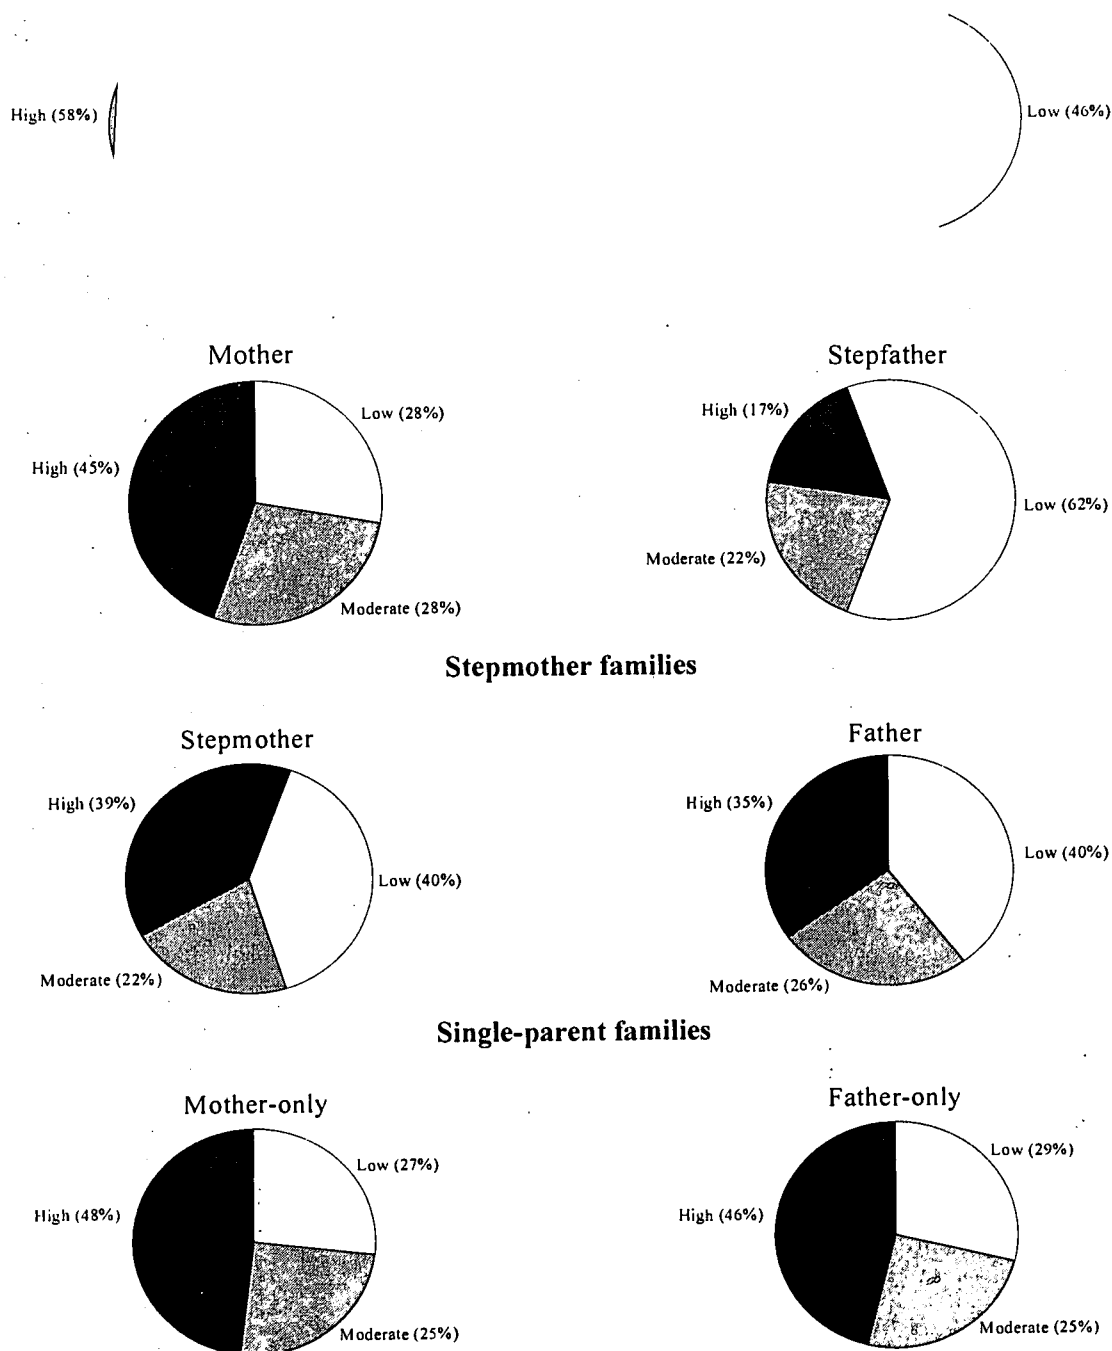 High (58%)
Low (46%)
Mother
Stepfather
Low (28%)
High (17%)
High (45%)
Low (62%)
Moderate (22%)
Moderate (28%)
Stepmother families
Stepmother
Father
High (39%)
High (35%)
Low (40%)
Low (40%)
Moderate (22%)
Moderate (26%)
Single-parent families
Mother-only
Father-only
Low (27%)
Low (29%)
High (48%)
High (46%)
Moderate (25%)
Moderate (25%)